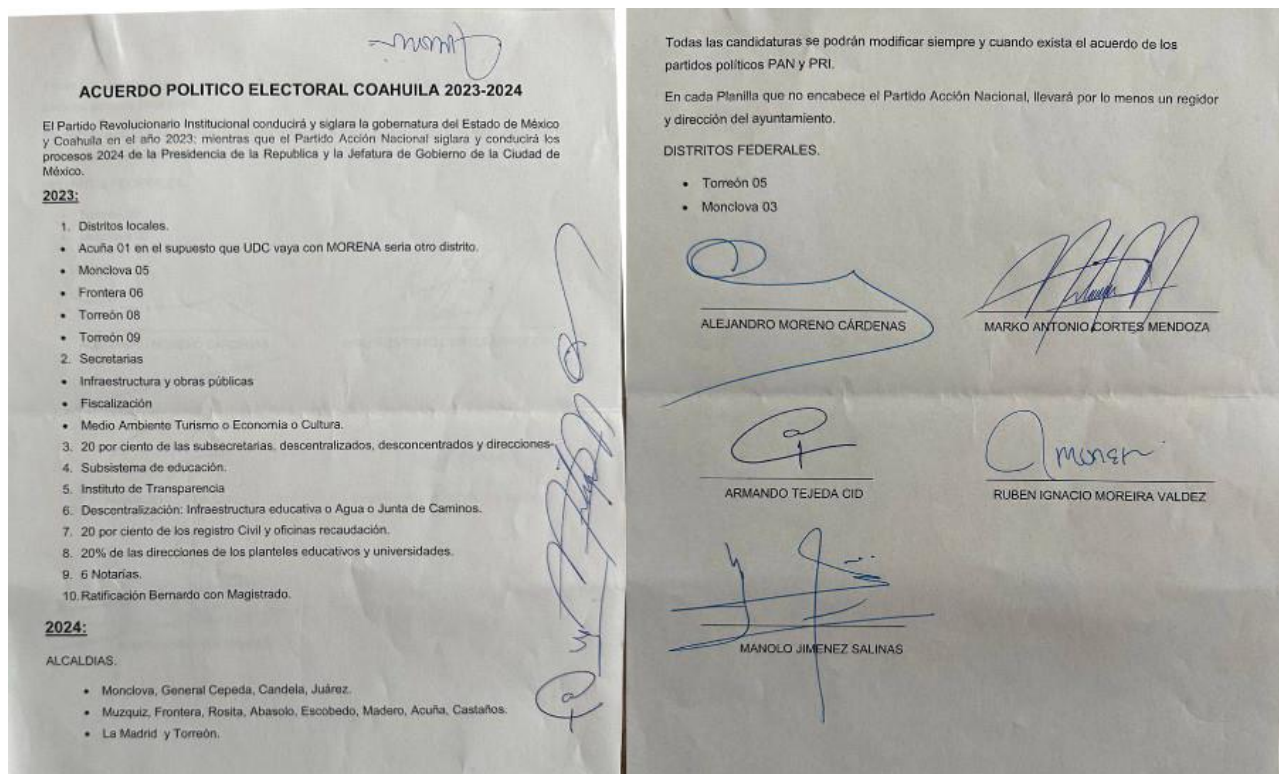 ACUERDO POLITICO ELECTORAL COAHUILA 2023-2024
El Partido Revolucionario Institucional conducirá y siglara la gobernatura del Estado de México
y Coahuila en el año 2023; mientras que el Partido Acción Nacional siglara y conducirá los
procesos 2024 de la Presidencia de la Republica y la Jefatura de Gobierno de la Ciudad de
México.
2023:
1. Distritos locales.
• Acuña 01 en el supuesto que UDC vaya con MORENA seria otro distrito.
• Monclova 05
• Frontera 06
• Torreón 08
• Torreón 09
2. Secretarias
• Infraestructura y obras públicas
• Fiscalización
• Medio Ambiente Turismo o Economía o Cultura.
3. 20 por ciento de las subsecretarias, descentralizados, desconcentrados y direcciones
4. Subsistema de educación.
5. Instituto de Transparencia
6. Descentralización: Infraestructura educativa o Agua o Junta de Caminos.
7. 20 por ciento de los registro Civil y oficinas recaudación.
8. 20% de las direcciones de los planteles educativos y universidades.
9. 6 Notarías.
10. Ratificación Bernardo con Magistrado.
2024:
ALCALDIAS.
• Monclova, General Cepeda, Candela, Juárez.
• Muzquiz, Frontera, Rosita, Abasolo, Escobedo, Madero, Acuña, Castaños.
• La Madrid y Torreón.
Todas las candidaturas se podrán modificar siempre y cuando exista el acuerdo de los
partidos políticos PAN y PRI.
En cada Planilla que no encabece el Partido Acción Nacional, llevará por lo menos un regidor
y dirección del ayuntamiento.
DISTRITOS FEDERALES.
• Torreón 05
• Monclova 03
ALEJANDRO MORENO CÁRDENAS
MARKO ANTONIO CORTES MENDOZA
ARMANDO TEJEDA CID
RUBEN IGNACIO MOREIRA VALDEZ
MANOLO JIMENEZ SALINAS